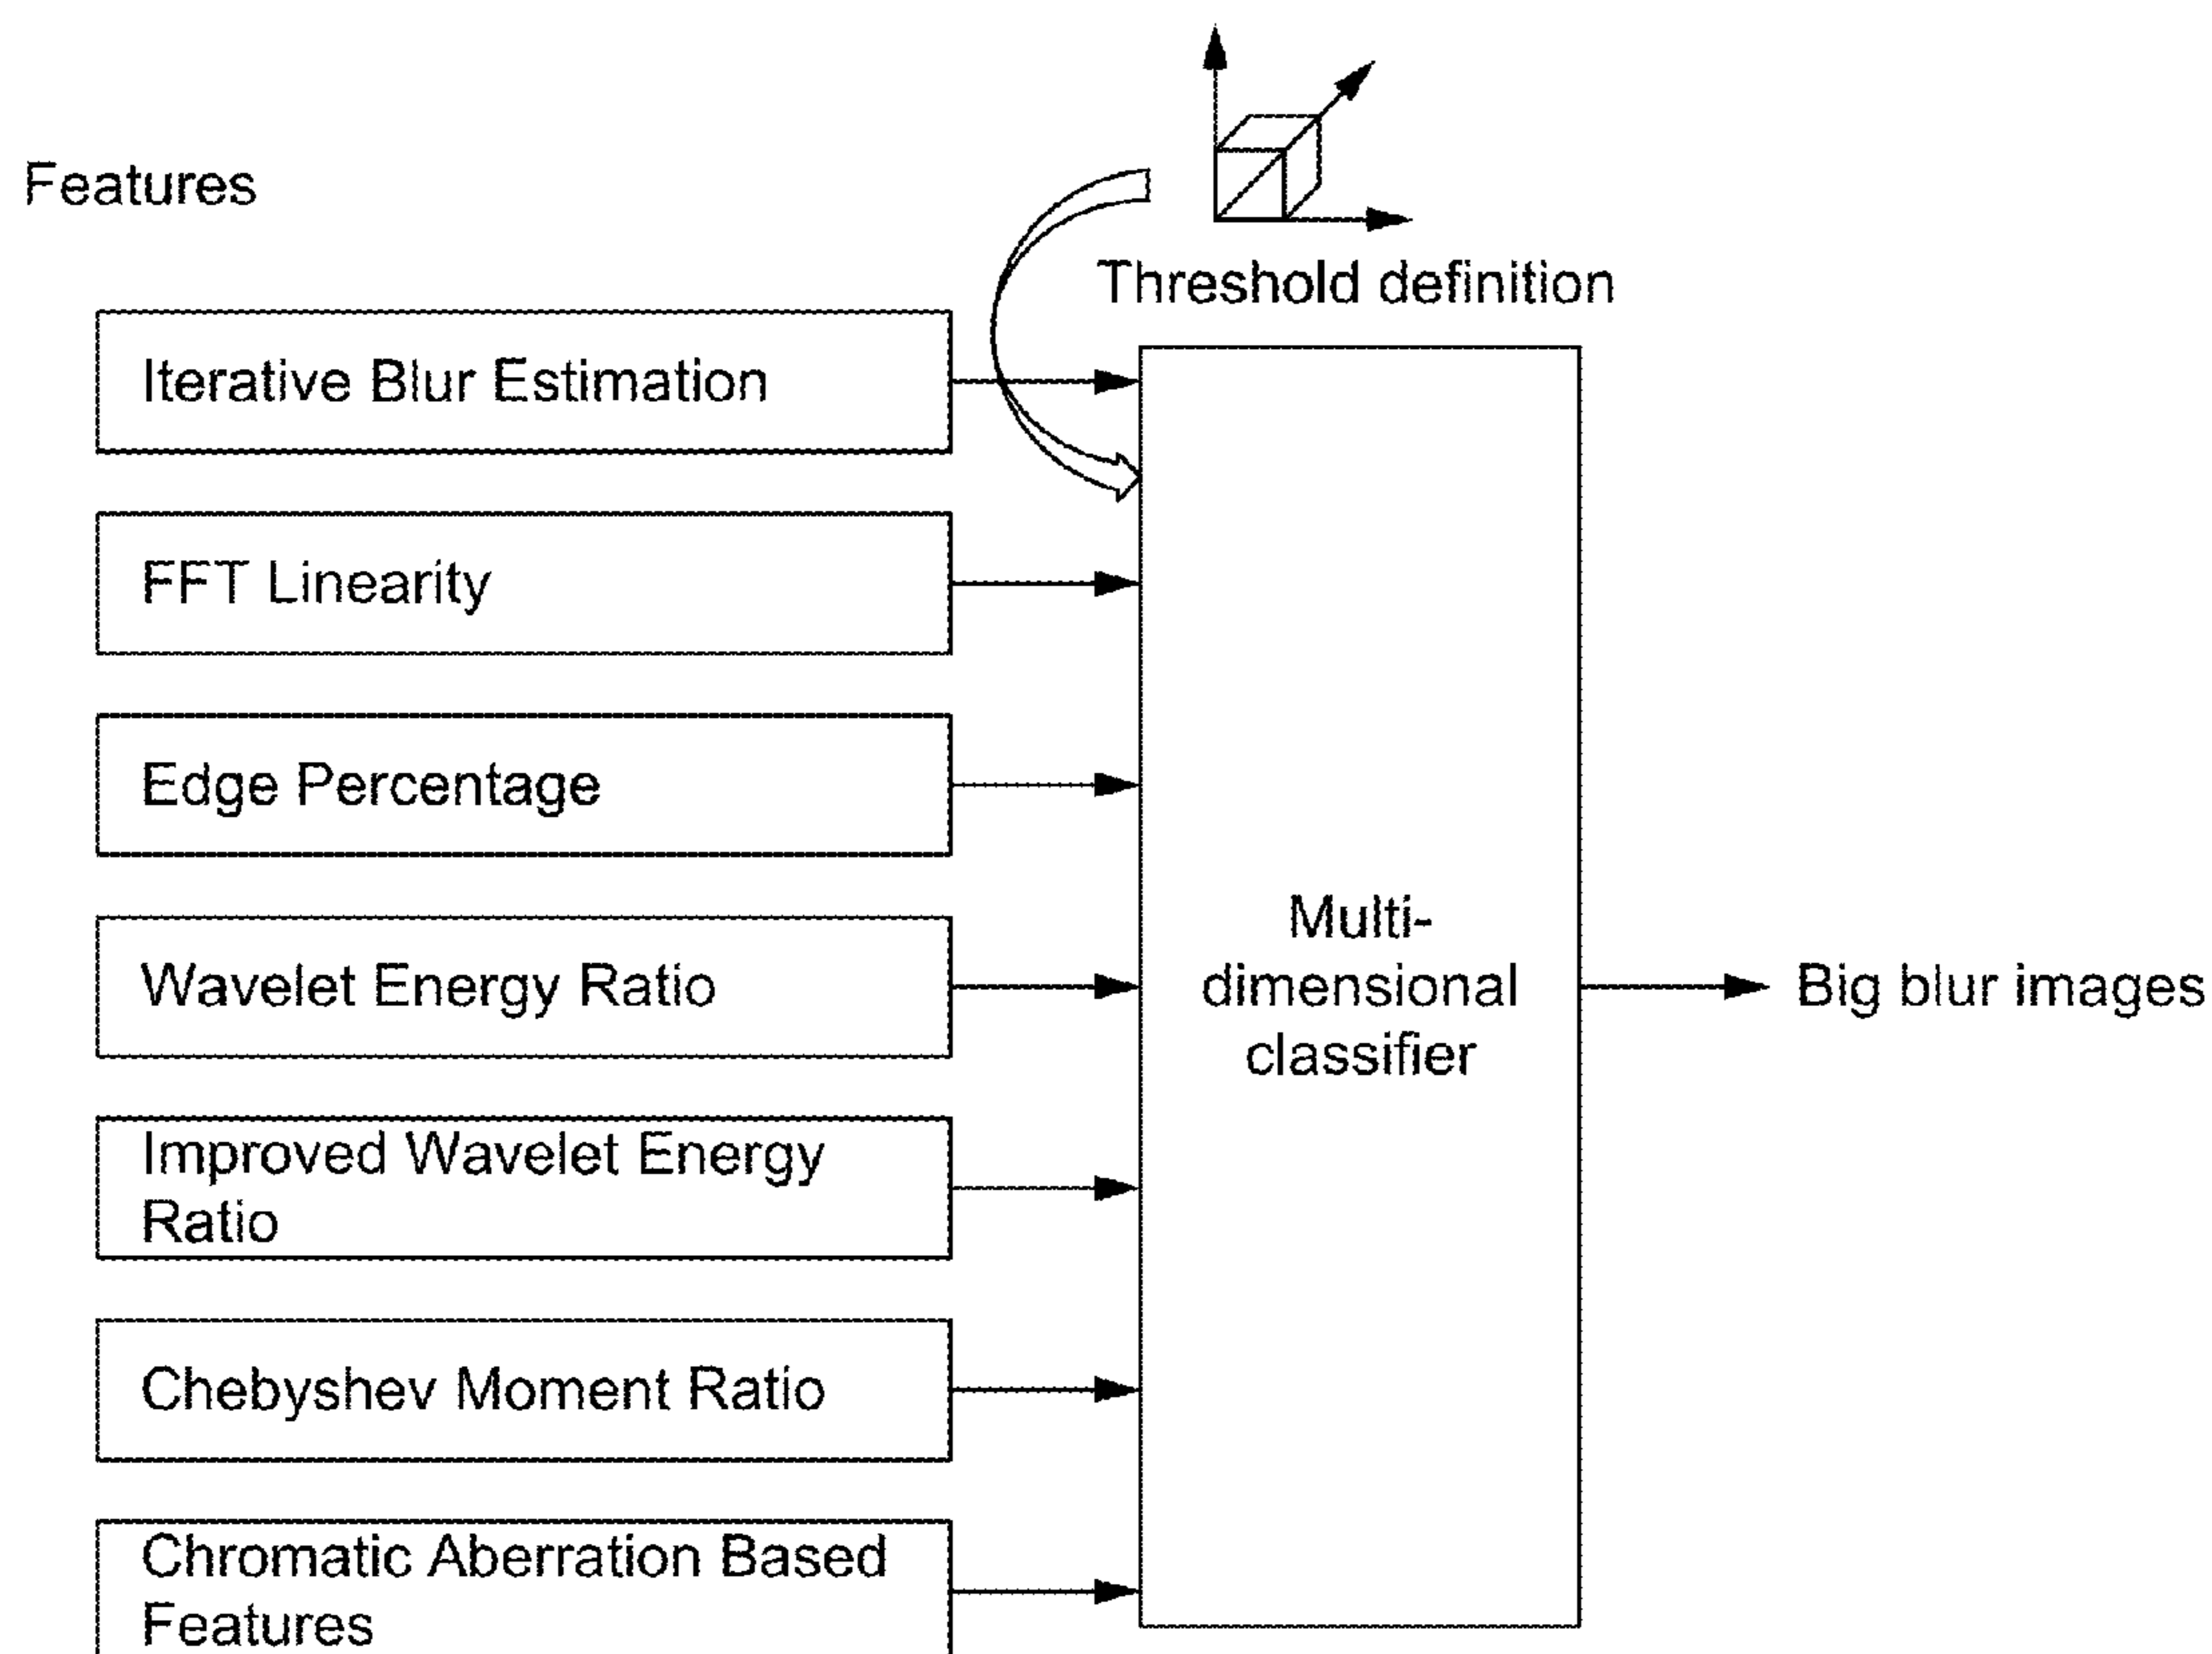 Features
Threshold definition
Iterative Blur Estimation
FFT Linearity
Edge Percentage
Wavelet Energy Ratio
Improved Wavelet Energy
Ratio
Chebyshev Moment Ratio
Chromatic Aberration Based
Features
Multi-
dimensional
classifier
Big blur images